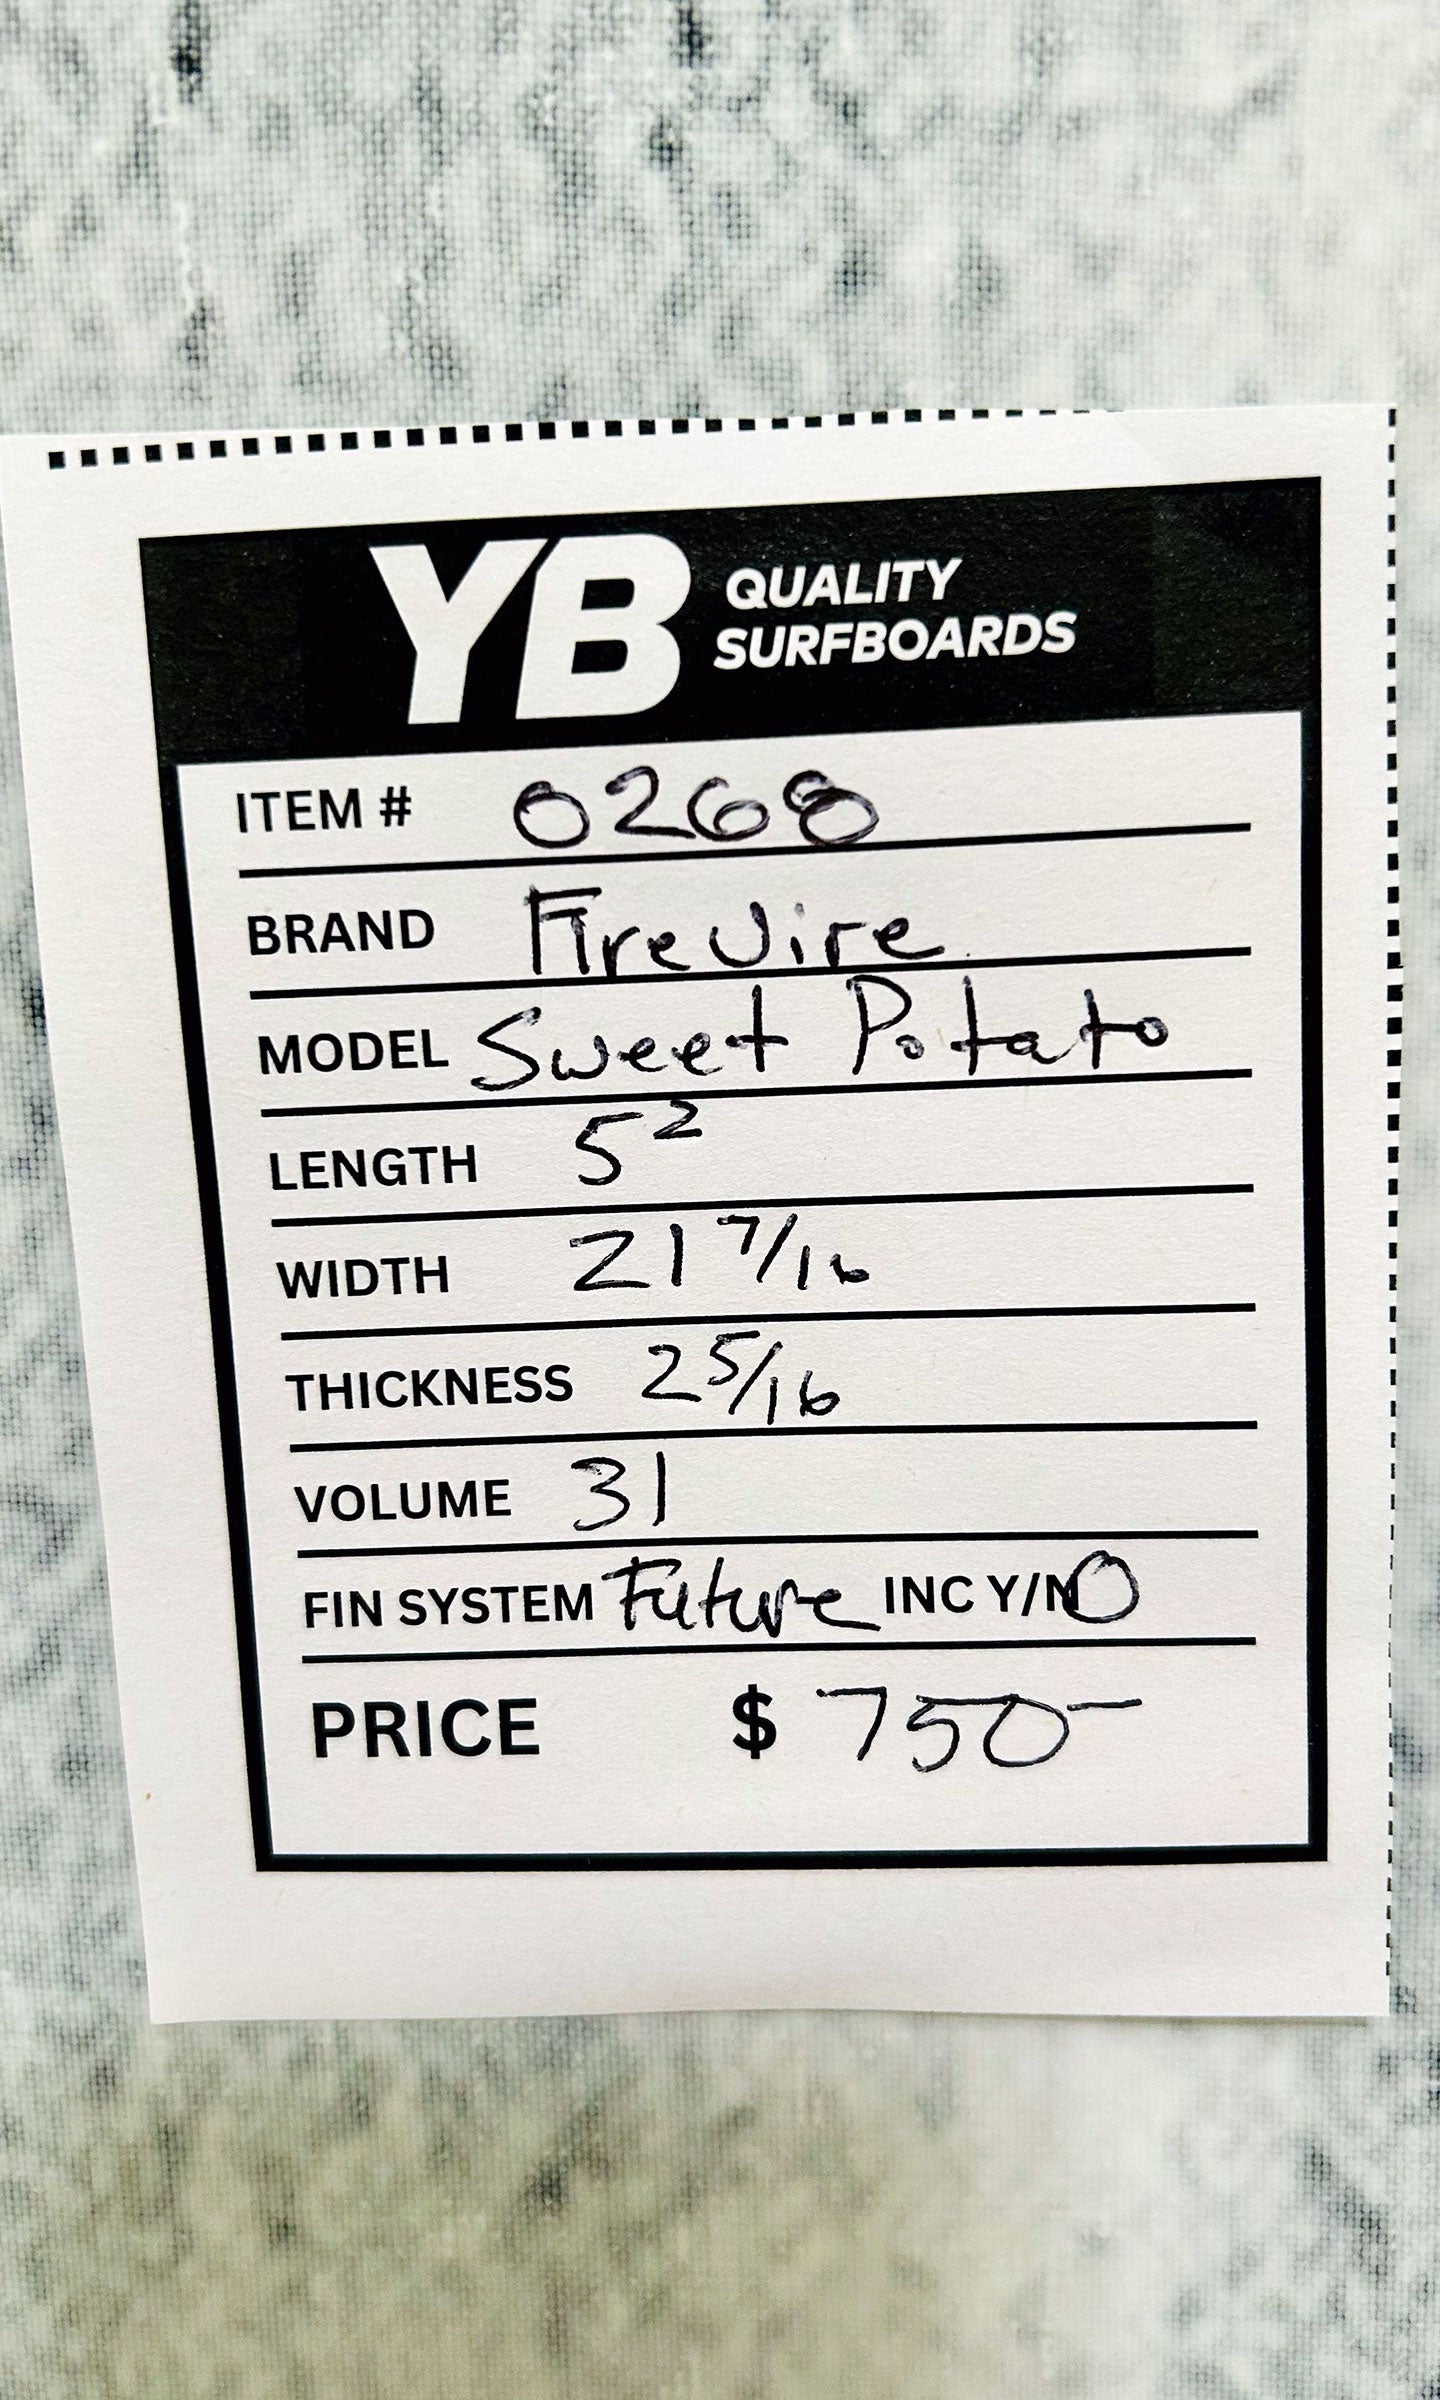 YB QUALITY
SURFBOARDS
ITEM # 0268
BRAND Firewire
MODEL Sweet Potato
LENGTH 5²
WIDTH 21 7/16
THICKNESS 2 5/16
VOLUME 31
FIN SYSTEM Future INC Y/NO
PRICE $ 750-